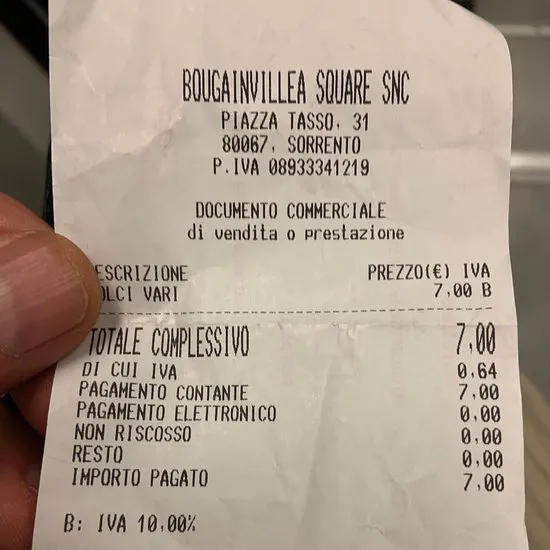 BOUGAINVILLEA SQUARE SNC
PIAZZA TASSO, 31
80067, SORRENTO
P.IVA 08933341219
DOCUMENTO COMMERCIALE
di vendita o prestazione
ESCRIZIONE PREZZO(€) IVA
OLCI VARI 7,00 B
TOTALE COMPLESSIVO 7,00
DI CUI IVA 0,64
PAGAMENTO CONTANTE 7,00
PAGAMENTO ELETTRONICO 0,00
NON RISCOSSO 0,00
RESTO 0,00
IMPORTO PAGATO 7,00
B: IVA 10,00%